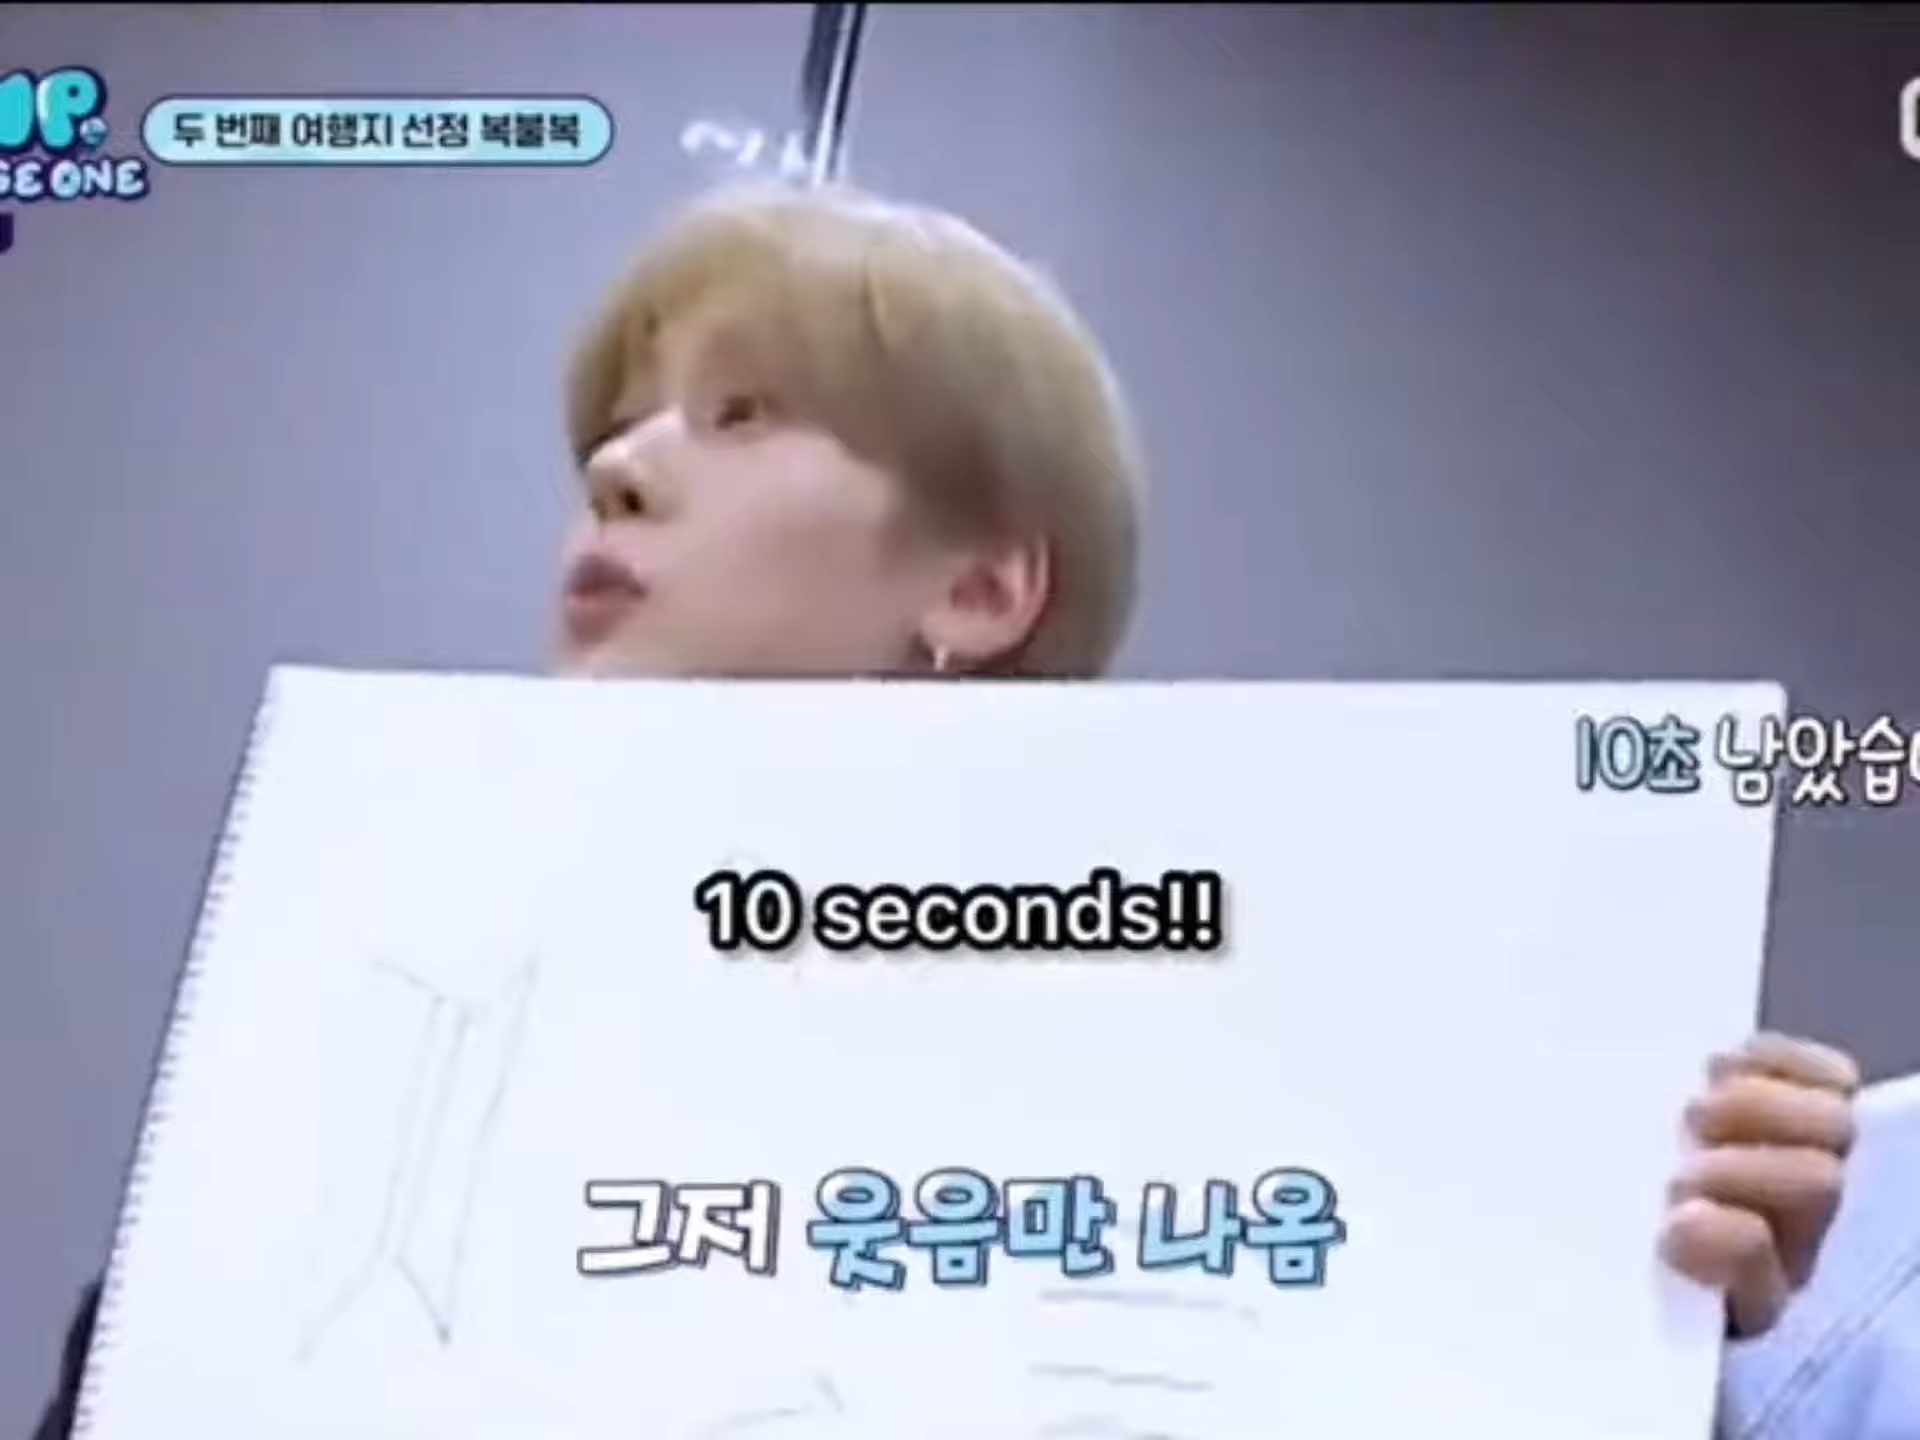 두 번째 여행지 선정 복불복
ONE
10초 남았습
10 seconds!!
그저 웃음만 나옴